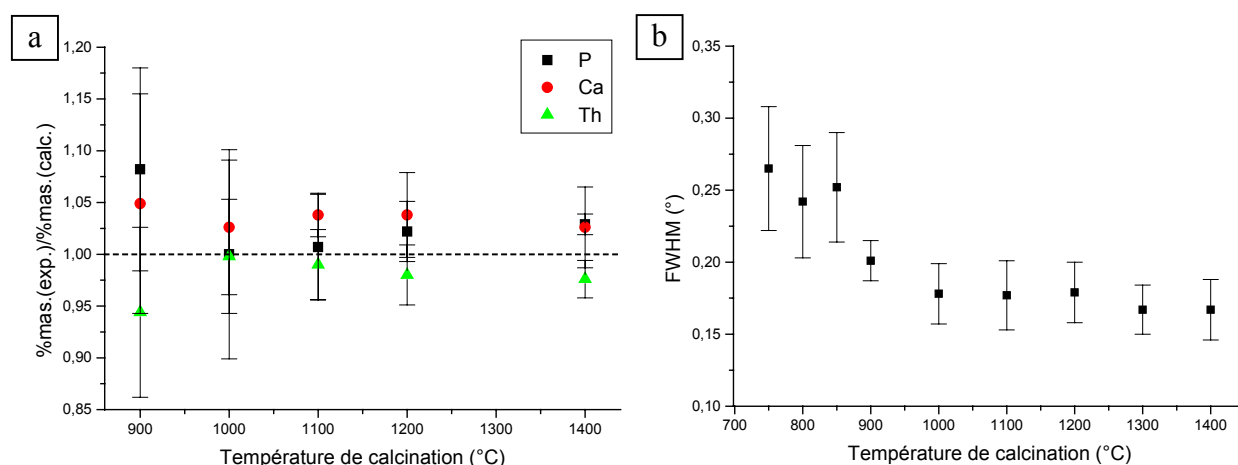 a
1,20
1,15
1,10
1,05
1,00
0,95
0,90
0,85
%mas.(exp.)/%mas.(calc.)
P
Ca
Th
900 1000 1100 1200 1300 1400
Température de calcination (°C)
b
0,35
0,30
0,25
0,20
0,15
0,10
FWHM (°)
700 800 900 1000 1100 1200 1300 1400
Température de calcination (°C)